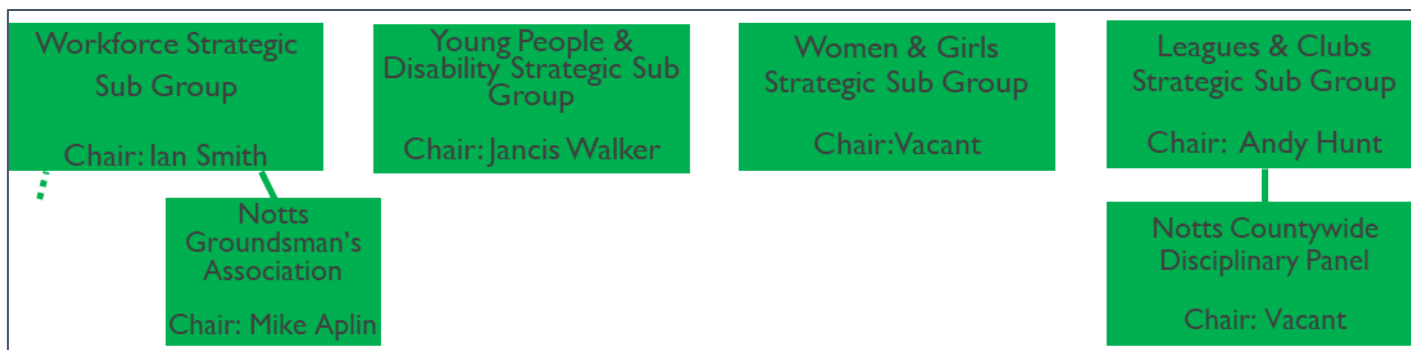 Workforce Strategic
Sub Group
Chair: Ian Smith
Young People &
Disability Strategic Sub
Group
Chair: Jancis Walker
Women & Girls
Strategic Sub Group
Chair:Vacant
Leagues & Clubs
Strategic Sub Group
Chair: Andy Hunt
Notts
Groundsman's
Association
Chair: Mike Aplin
Notts Countywide
Disciplinary Panel
Chair: Vacant